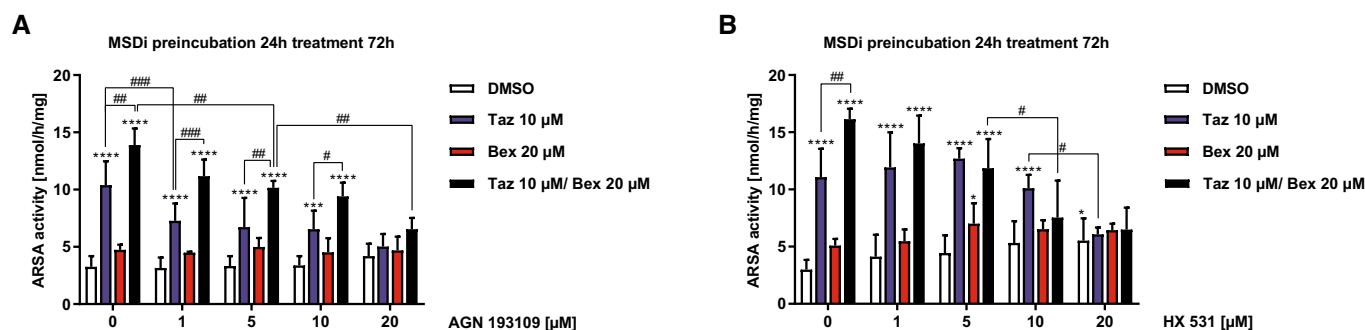 A
MSDi preincubation 24h treatment 72h
ARSA activity [nmol/h/mg]
20
15
10
5
0
###
##
##
##
###
##
#
****
****
****
****
****
****
***
****
0 1 5 10 20
AGN 193109 [µM]
DMSO
Taz 10 µM
Bex 20 µM
Taz 10 µM/ Bex 20 µM
B
MSDi preincubation 24h treatment 72h
ARSA activity [nmol/h/mg]
20
15
10
5
0
##
#
#
****
****
****
****
****
*
****
****
*
0 1 5 10 20
HX 531 [µM]
DMSO
Taz 10 µM
Bex 20 µM
Taz 10 µM/ Bex 20 µM